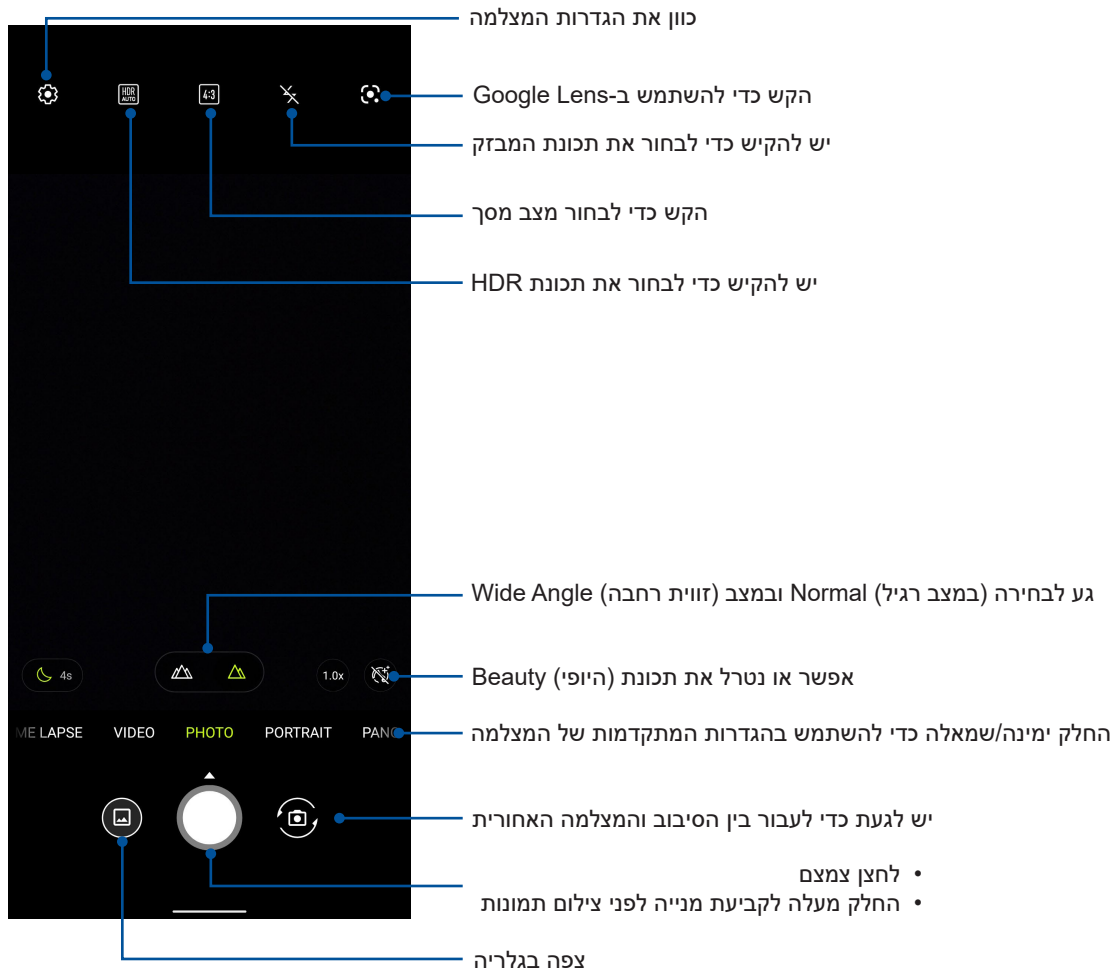 כוון את הגדרות המצלמה
הקש כדי להשתמש ב-Google Lens
יש להקיש כדי לבחור את תכונת המבזק
הקש כדי לבחור מצב מסך
יש להקיש כדי לבחור את תכונת HDR
HDR AUTO
4:3
גע לבחירה (במצב רגיל) Normal ובמצב (זווית רחבה) Wide Angle
4s
1.0x
אפשר או נטרל את תכונת (היופי) Beauty
ME LAPSE VIDEO PHOTO PORTRAIT PANO
החלק ימינה/שמאלה כדי להשתמש בהגדרות המתקדמות של המצלמה
יש לגעת כדי לעבור בין הסיבוב והמצלמה האחורית
• לחצן צמצם
• החלק מעלה לקביעת מנייה לפני צילום תמונות
צפה בגלריה